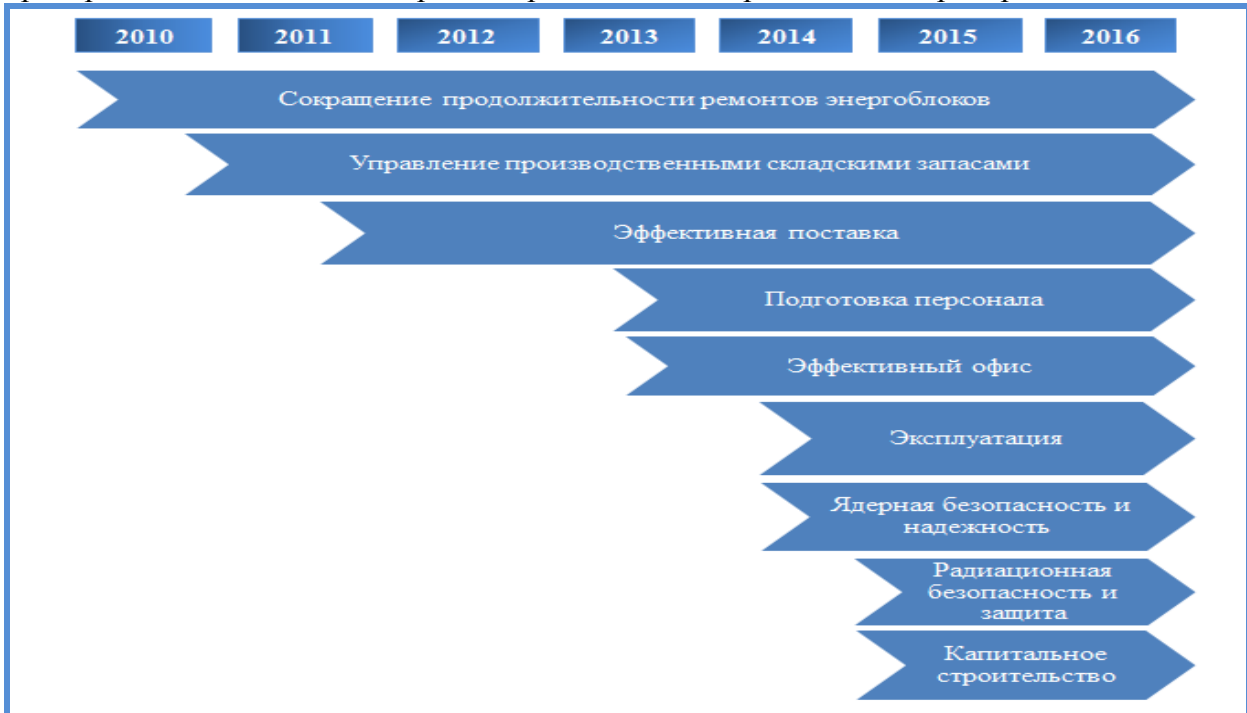 2010 2011 2012 2013 2014 2015 2016
Сокращение продолжительности ремонтов энергоблоков
Управление производственными складскими запасами
Эффективная поставка
Подготовка персонала
Эффективный офис
Эксплуатация
Ядерная безопасность и
надежность
Радиационная
безопасность и
защита
Капитальное
строительство